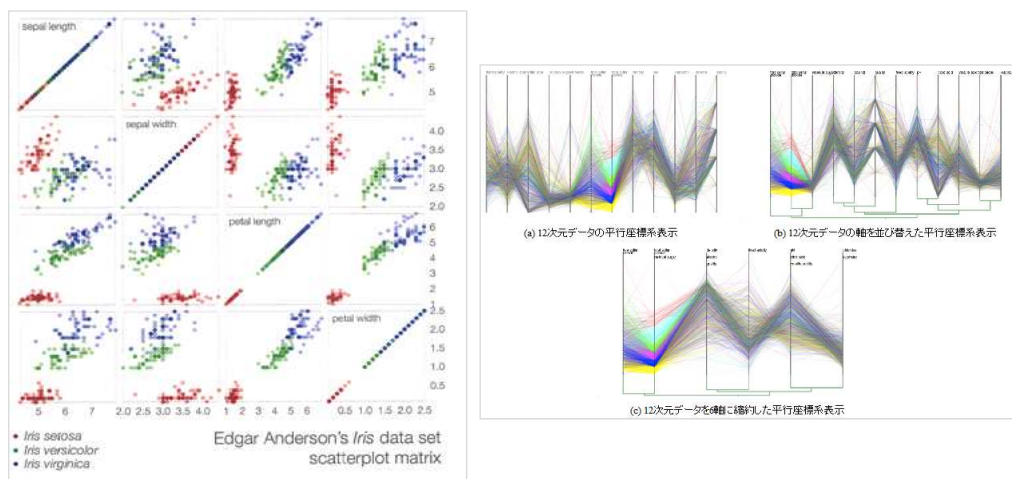 sepal length
7
6
5
sepal width
4.0
3.5
3.0
2.5
2.0
petal length
6
5
4
3
2
1
petal width
2.5
2.0
1.5
1.0
0.5
5 6 7 2.0 2.5 3.0 3.5 4.0 1 2 3 4 5 6 0.5 1.0 1.5 2.0 2.5
Iris setosa
Iris versicolor
Iris virginica
Edgar Anderson's Iris data set
scatterplot matrix
(a) 12次元データの平行座標系表示
(b) 12次元データの軸を並び替えた平行座標系表示
(c) 12次元データを6軸に縮約した平行座標系表示